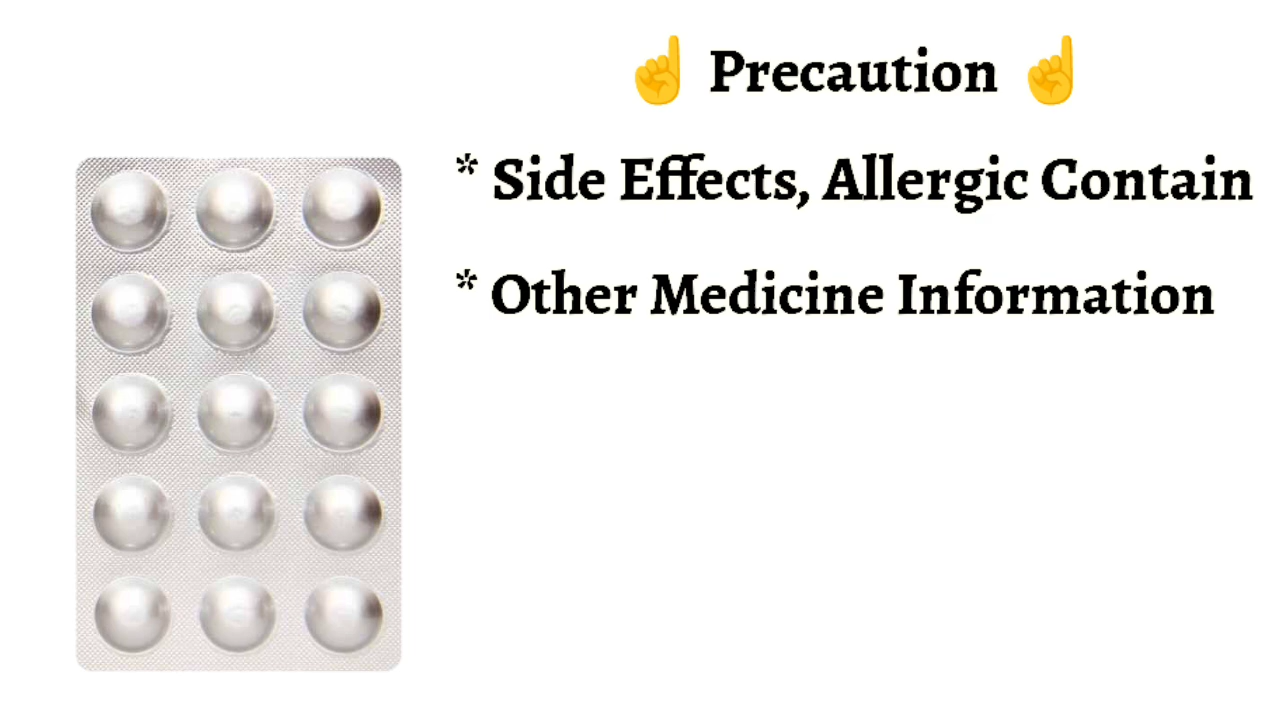 ☝ Precaution ☝
* Side Effects, Allergic Contain
* Other Medicine Information